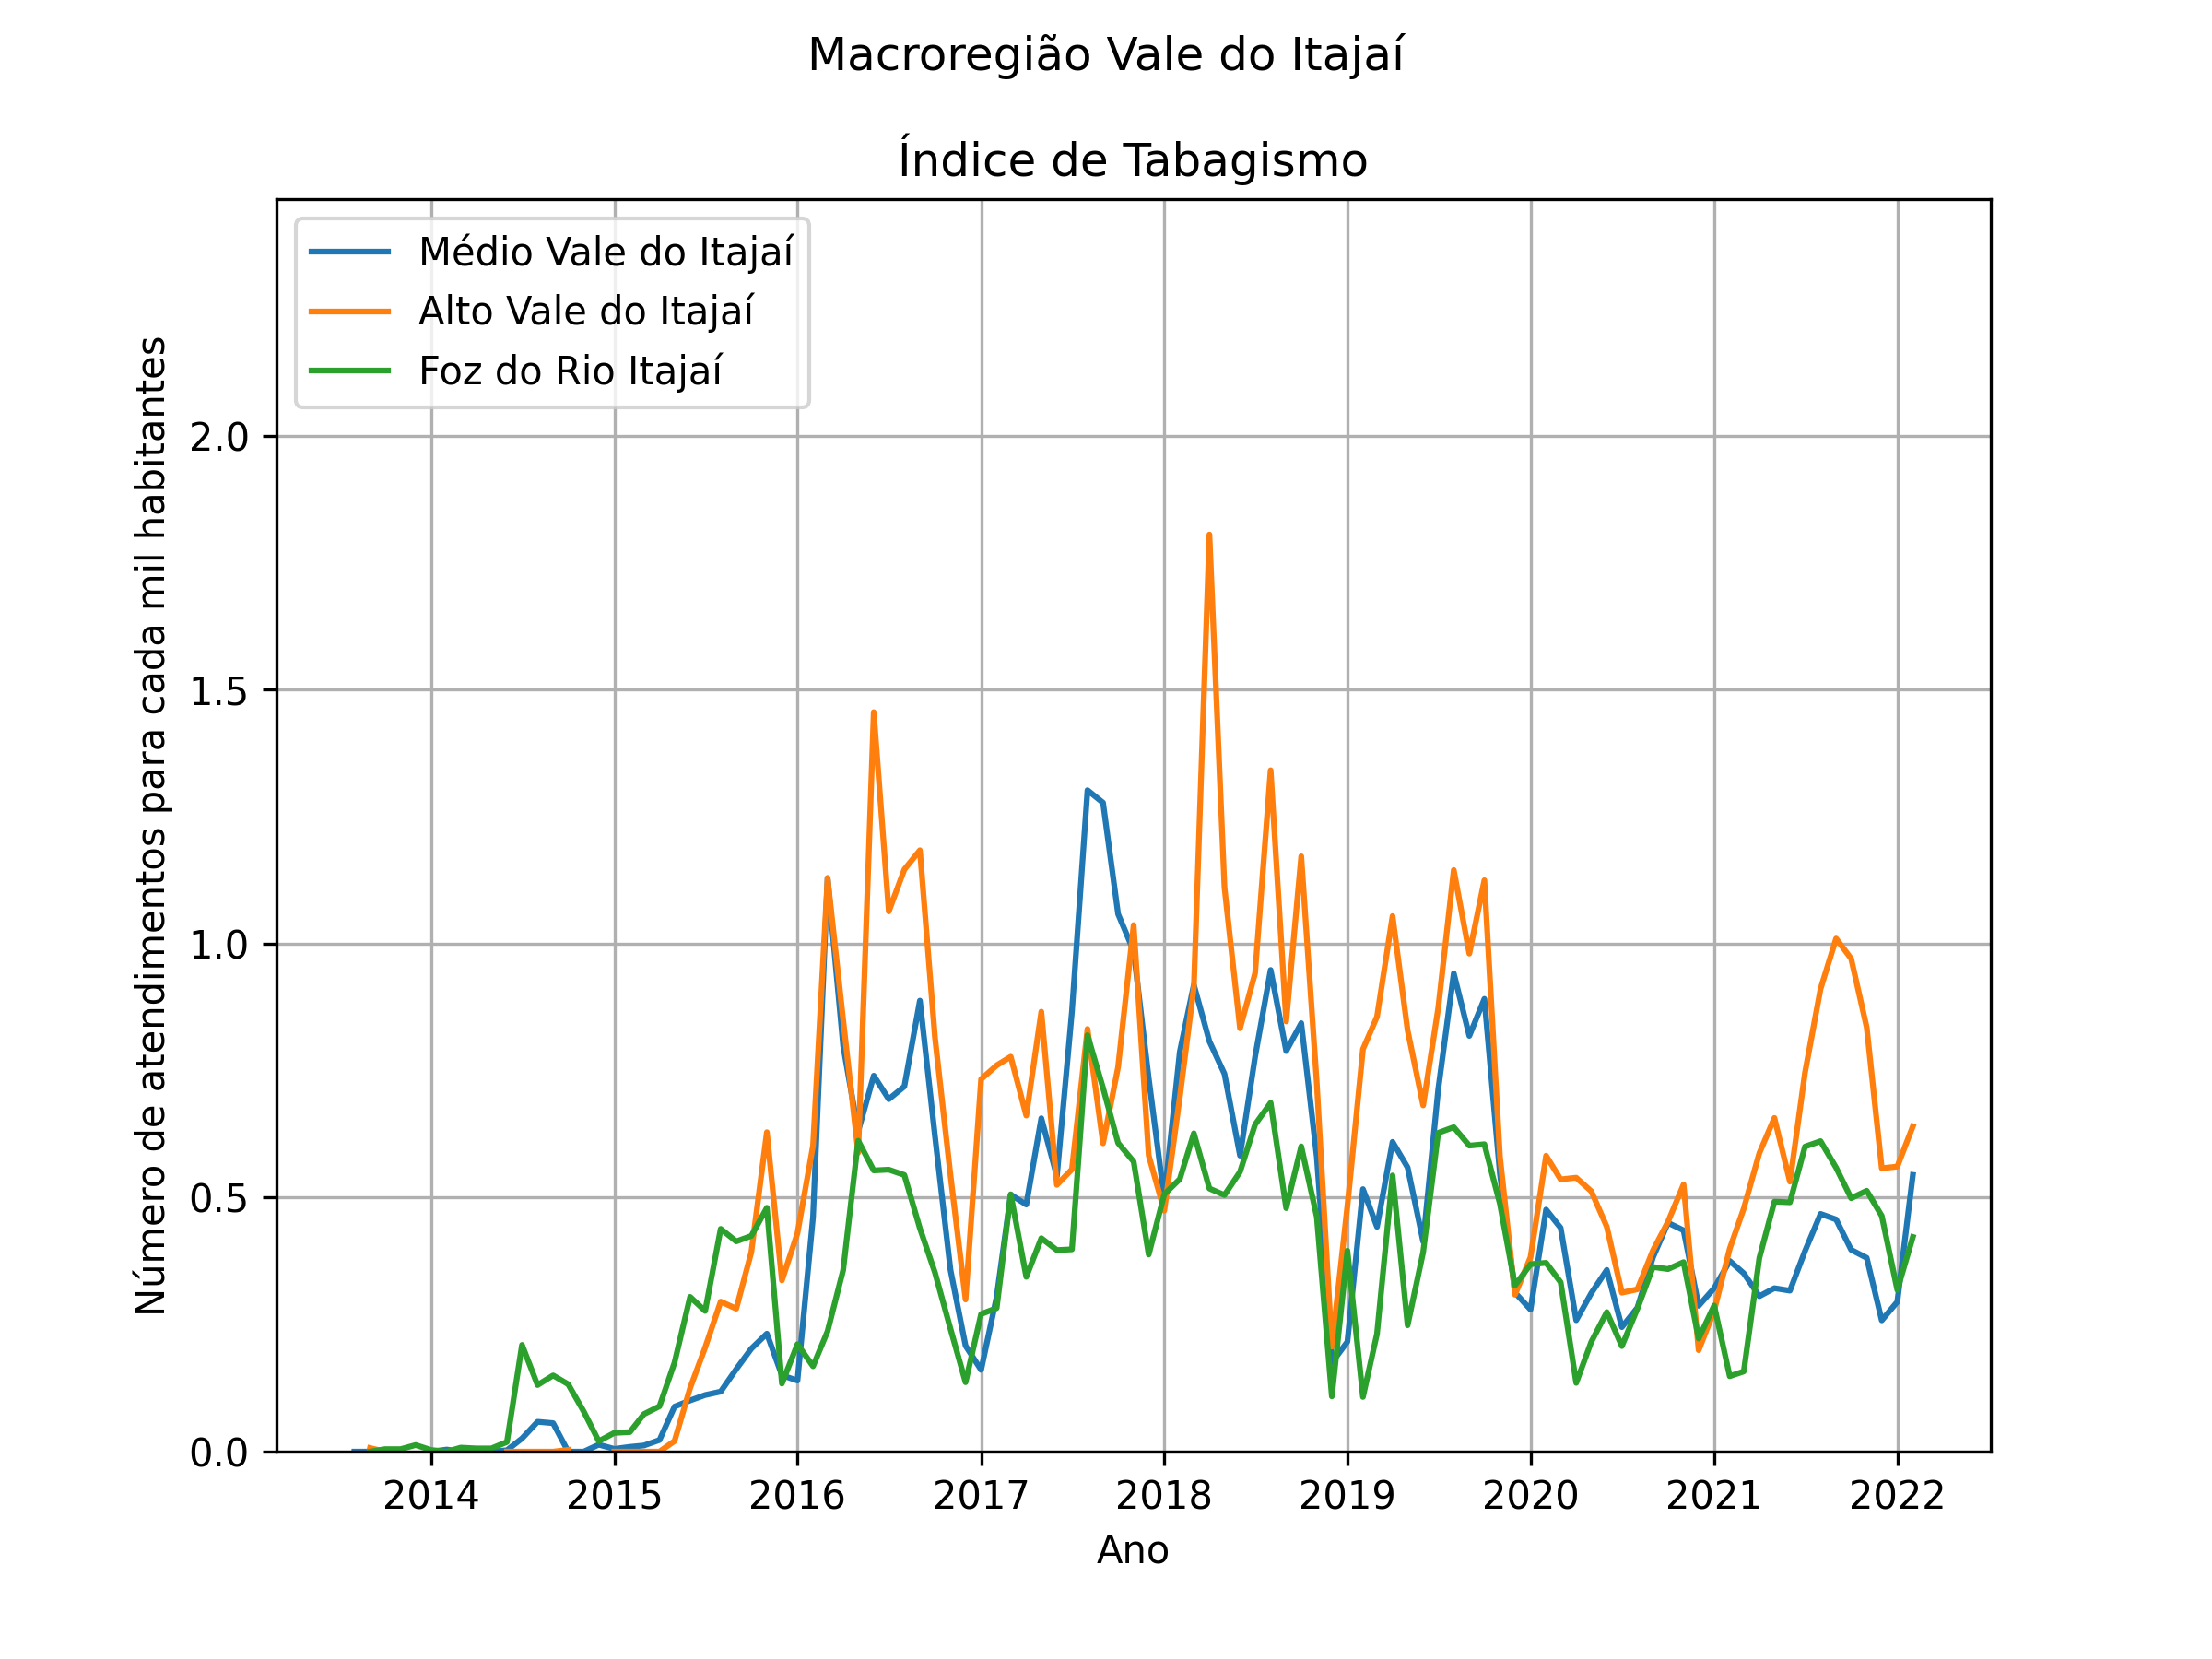 Macroregião Vale do Itajaí
Índice de Tabagismo
Médio Vale do Itajaí
Alto Vale do Itajaí
Foz do Rio Itajaí
Número de atendimentos para cada mil habitantes
2.0
1.5
1.0
0.5
0.0
2014 2015 2016 2017 2018 2019 2020 2021 2022
Ano